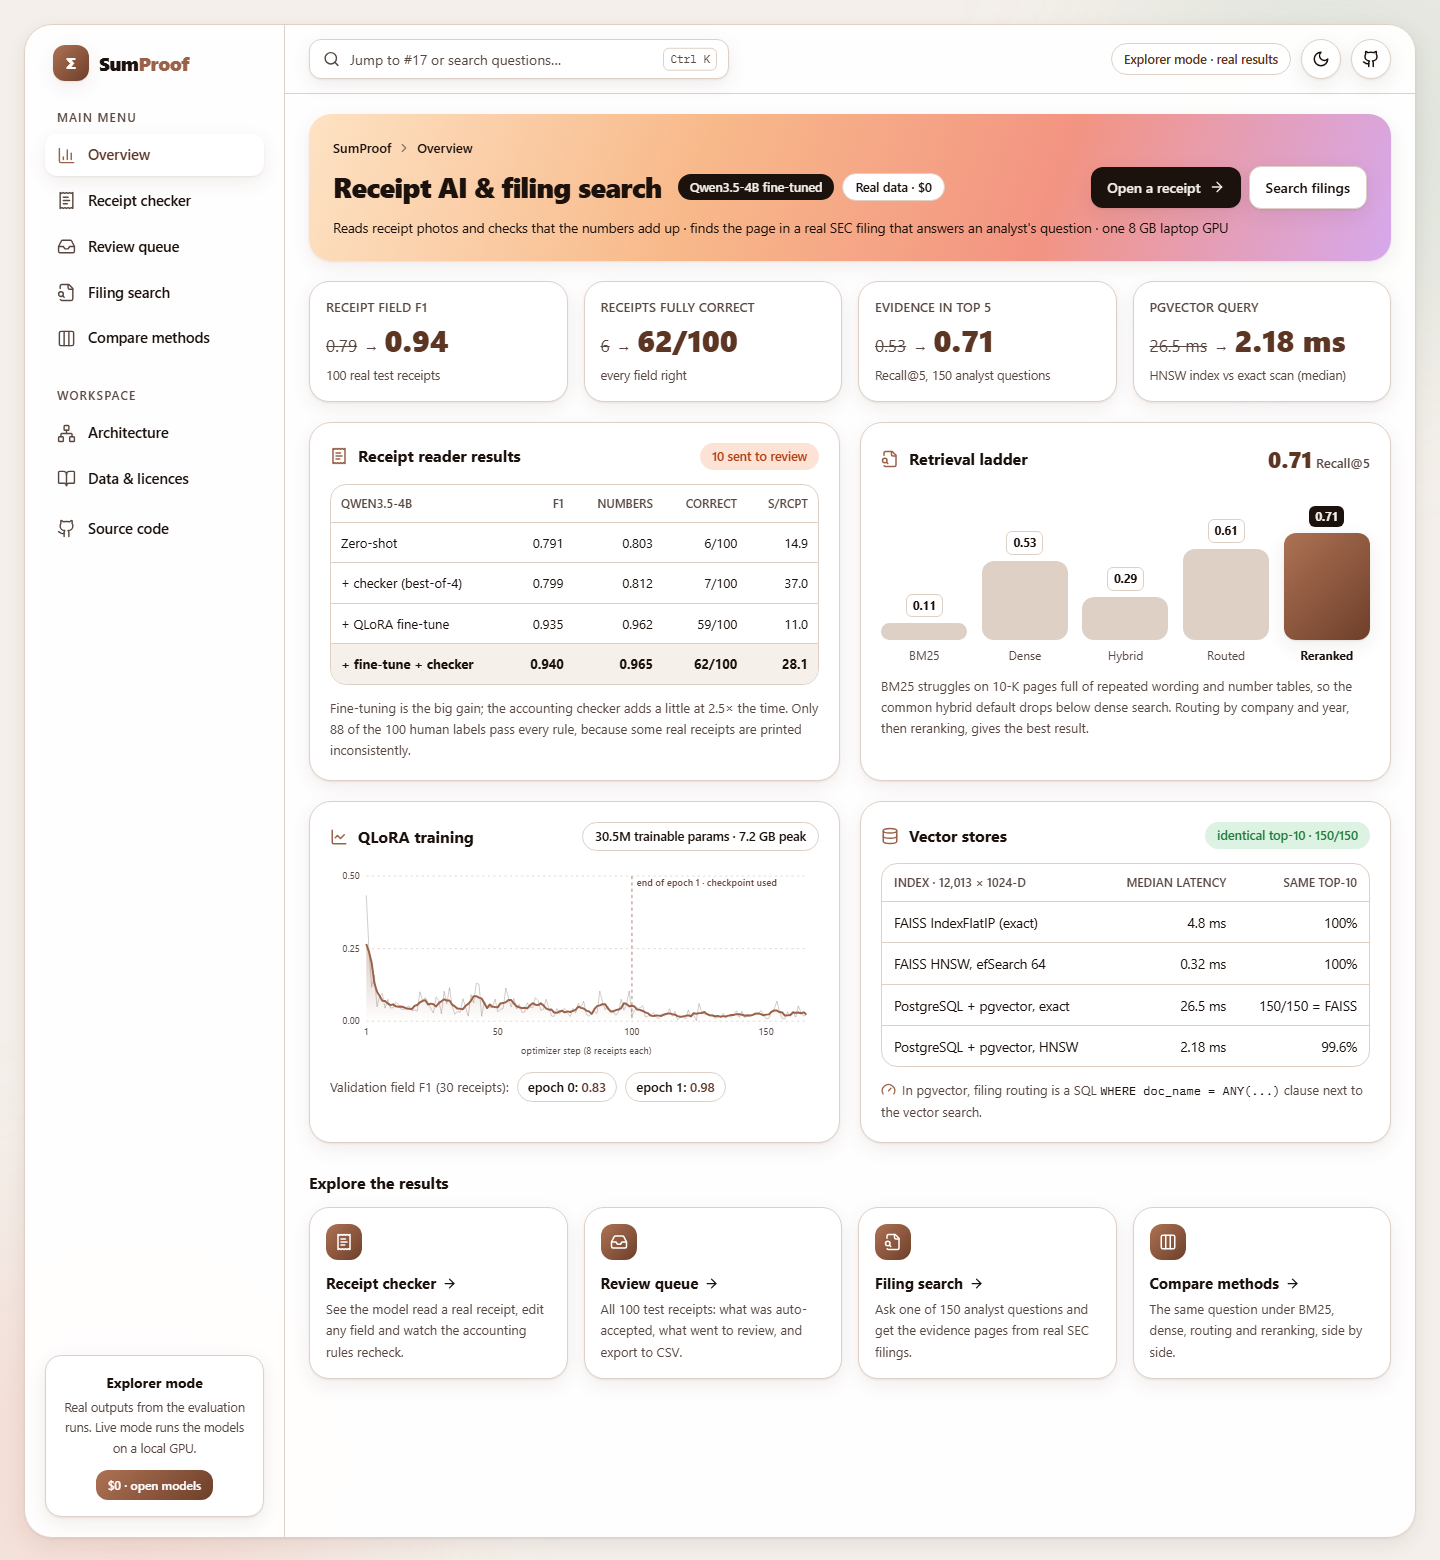 Σ SumProof
MAIN MENU
Overview
Receipt checker
Review queue
Filing search
Compare methods
WORKSPACE
Architecture
Data & licences
Source code
Explorer mode
Real outputs from the evaluation
runs. Live mode runs the models
on a local GPU.
$0 · open models
Jump to #17 or search questions... Ctrl K
Explorer mode · real results
SumProof > Overview
Receipt AI & filing search Qwen3.5-4B fine-tuned Real data · $0
Open a receipt → Search filings
Reads receipt photos and checks that the numbers add up · finds the page in a real SEC filing that answers an analyst's question · one 8 GB laptop GPU
RECEIPT FIELD F1
0.79 → 0.94
100 real test receipts
RECEIPTS FULLY CORRECT
6 → 62/100
every field right
EVIDENCE IN TOP 5
0.53 → 0.71
Recall@5, 150 analyst questions
PGVECTOR QUERY
26.5 ms → 2.18 ms
HNSW index vs exact scan (median)
Receipt reader results 10 sent to review
QWEN3.5-4B F1 NUMBERS CORRECT S/RCPT
Zero-shot 0.791 0.803 6/100 14.9
+ checker (best-of-4) 0.799 0.812 7/100 37.0
+ QLoRA fine-tune 0.935 0.962 59/100 11.0
+ fine-tune + checker 0.940 0.965 62/100 28.1
Fine-tuning is the big gain; the accounting checker adds a little at 2.5× the time. Only
88 of the 100 human labels pass every rule, because some real receipts are printed
inconsistently.
Retrieval ladder 0.71 Recall@5
0.11 0.53 0.29 0.61 0.71
BM25 Dense Hybrid Routed Reranked
BM25 struggles on 10-K pages full of repeated wording and number tables, so the
common hybrid default drops below dense search. Routing by company and year,
then reranking, gives the best result.
QLoRA training 30.5M trainable params · 7.2 GB peak
0.50
end of epoch 1 · checkpoint used
0.25
0.00
1 50 100 150
optimizer step (8 receipts each)
Validation field F1 (30 receipts): epoch 0: 0.83 epoch 1: 0.98
Vector stores identical top-10 · 150/150
INDEX · 12,013 × 1024-D MEDIAN LATENCY SAME TOP-10
FAISS IndexFlatIP (exact) 4.8 ms 100%
FAISS HNSW, efSearch 64 0.32 ms 100%
PostgreSQL + pgvector, exact 26.5 ms 150/150 = FAISS
PostgreSQL + pgvector, HNSW 2.18 ms 99.6%
In pgvector, filing routing is a SQL WHERE doc_name = ANY(...) clause next to
the vector search.
Explore the results
Receipt checker →
See the model read a real receipt, edit
any field and watch the accounting
rules recheck.
Review queue →
All 100 test receipts: what was auto-
accepted, what went to review, and
export to CSV.
Filing search →
Ask one of 150 analyst questions and
get the evidence pages from real SEC
filings.
Compare methods →
The same question under BM25,
dense, routing and reranking, side by
side.